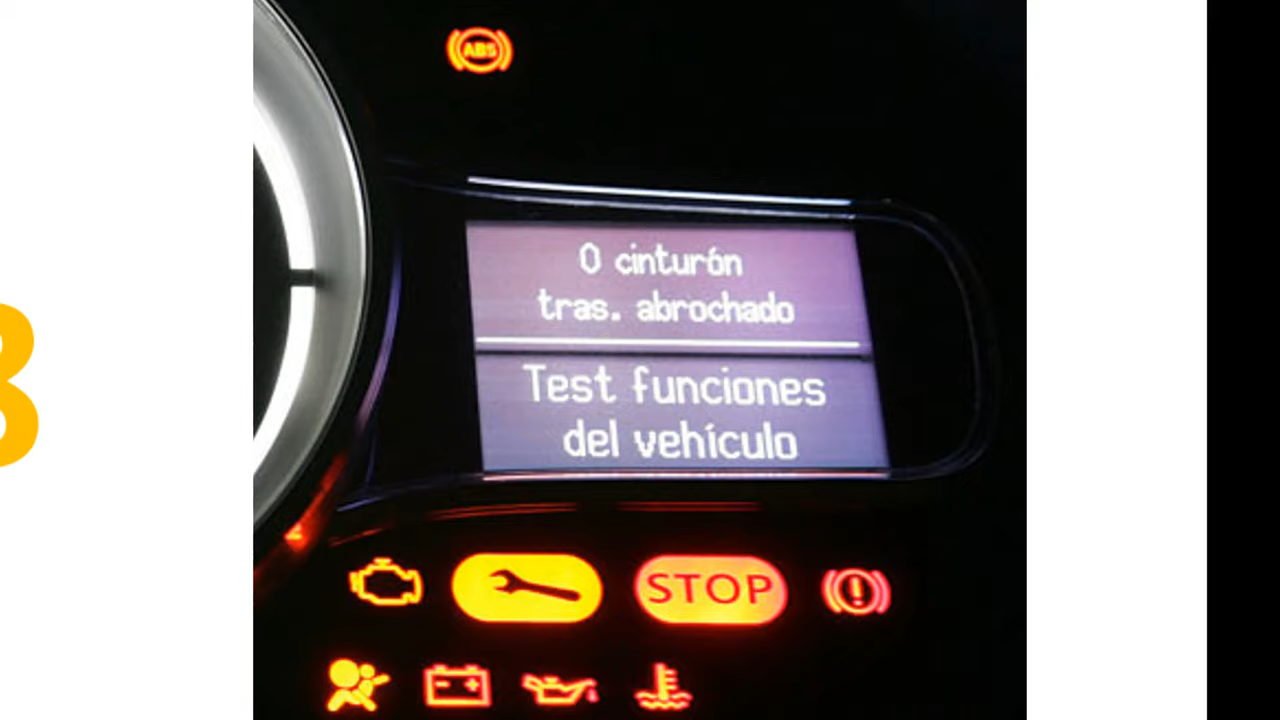 ABS
0 cinturón
tras. abrochado
Test funciones
del vehículo
STOP